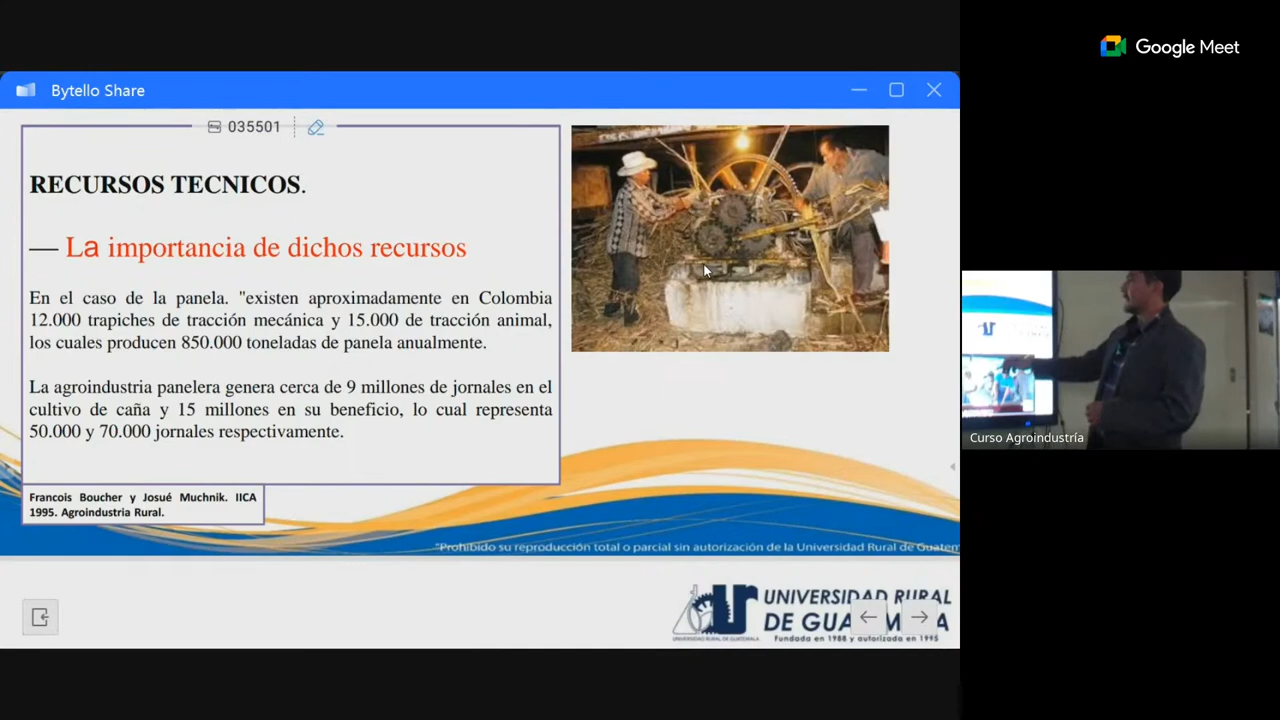 Google Meet
Bytello Share
035501
RECURSOS TECNICOS.
— La importancia de dichos recursos
En el caso de la panela. "existen aproximadamente en Colombia
12.000 trapiches de tracción mecánica y 15.000 de tracción animal,
los cuales producen 850.000 toneladas de panela anualmente.
La agroindustria panelera genera cerca de 9 millones de jornales en el
cultivo de caña y 15 millones en su beneficio, lo cual representa
50.000 y 70.000 jornales respectivamente.
Francois Boucher y Josué Muchnik. IICA
1995. Agroindustria Rural.
"Prohibido su reproducción total o parcial sin autorización de la Universidad Rural de Guatem
UNIVERSIDAD RURAL
DE GUATEMALA
Fundada en 1988 y autorizada en 1995
Curso Agroindustría